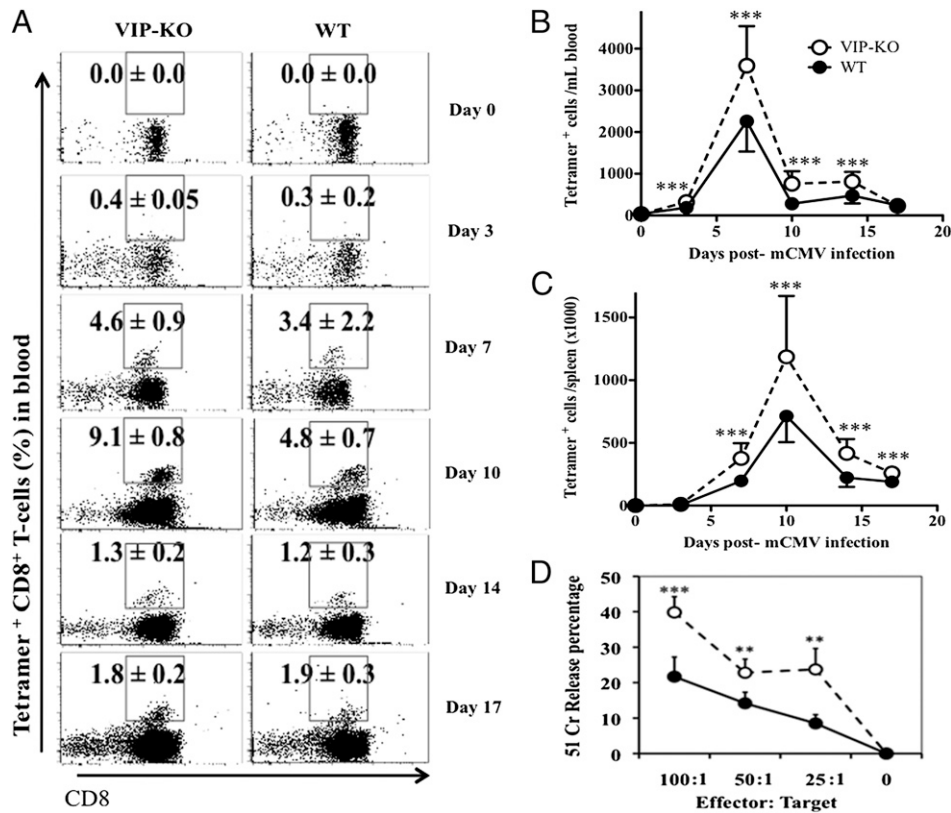 A
VIP-KO WT
Tetramer⁺ CD8⁺ T-cells (%) in blood
0.0 ± 0.0 0.0 ± 0.0 Day 0
0.4 ± 0.05 0.3 ± 0.2 Day 3
4.6 ± 0.9 3.4 ± 2.2 Day 7
9.1 ± 0.8 4.8 ± 0.7 Day 10
1.3 ± 0.2 1.2 ± 0.3 Day 14
1.8 ± 0.2 1.9 ± 0.3 Day 17
CD8
B
Tetramer⁺ cells /mL blood
4000
3000
2000
1000
0
***
VIP-KO
WT
***
*** ***
0 5 10 15 20
Days post- mCMV infection
C
Tetramer⁺ cells /spleen (x1000)
1500
1000
500
0
***
***
***
***
0 5 10 15 20
Days post- mCMV infection
D
51 Cr Release percentage
50
40
30
20
10
0
***
** **
100:1 50:1 25:1 0
Effector: Target